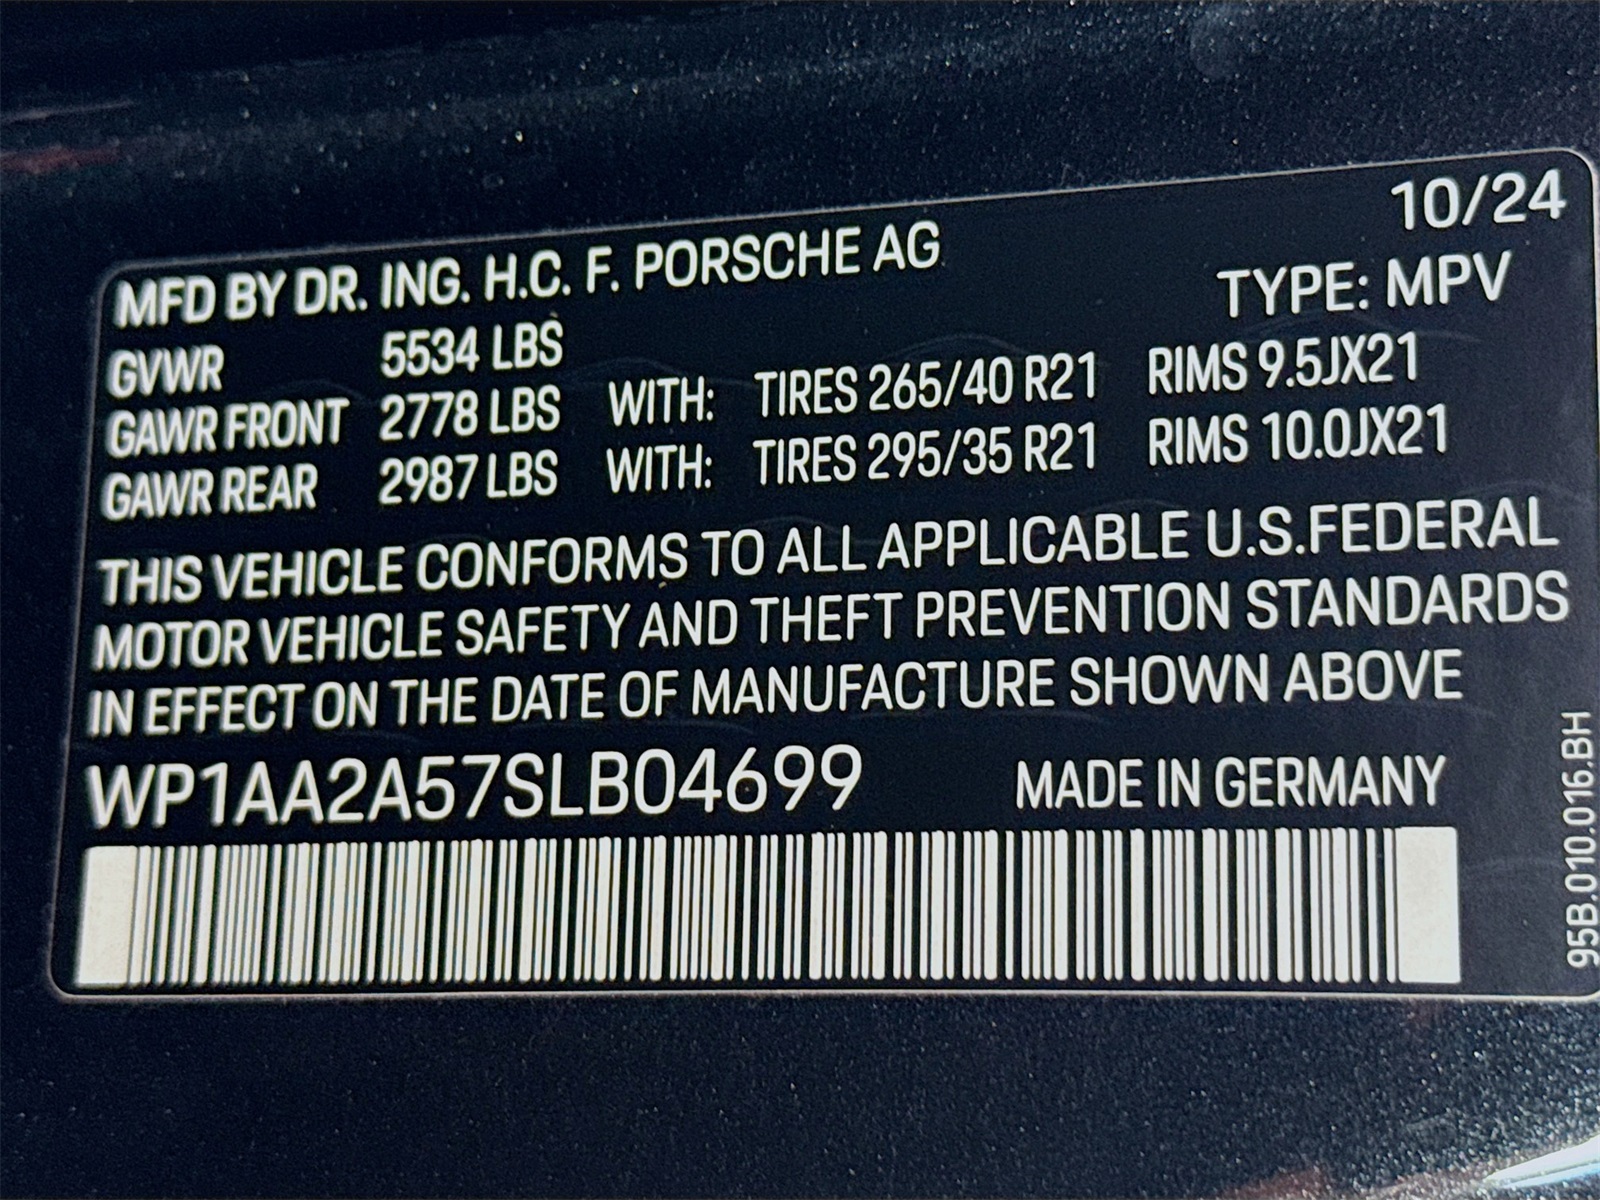 10/24
MFD BY DR. ING. H.C. F. PORSCHE AG
TYPE: MPV
GVWR 5534 LBS
GAWR FRONT 2778 LBS WITH: TIRES 265/40 R21 RIMS 9.5JX21
GAWR REAR 2987 LBS WITH: TIRES 295/35 R21 RIMS 10.0JX21
THIS VEHICLE CONFORMS TO ALL APPLICABLE U.S.FEDERAL
MOTOR VEHICLE SAFETY AND THEFT PREVENTION STANDARDS
IN EFFECT ON THE DATE OF MANUFACTURE SHOWN ABOVE
WP1AA2A57SLB04699 MADE IN GERMANY
95B.010.016.BH